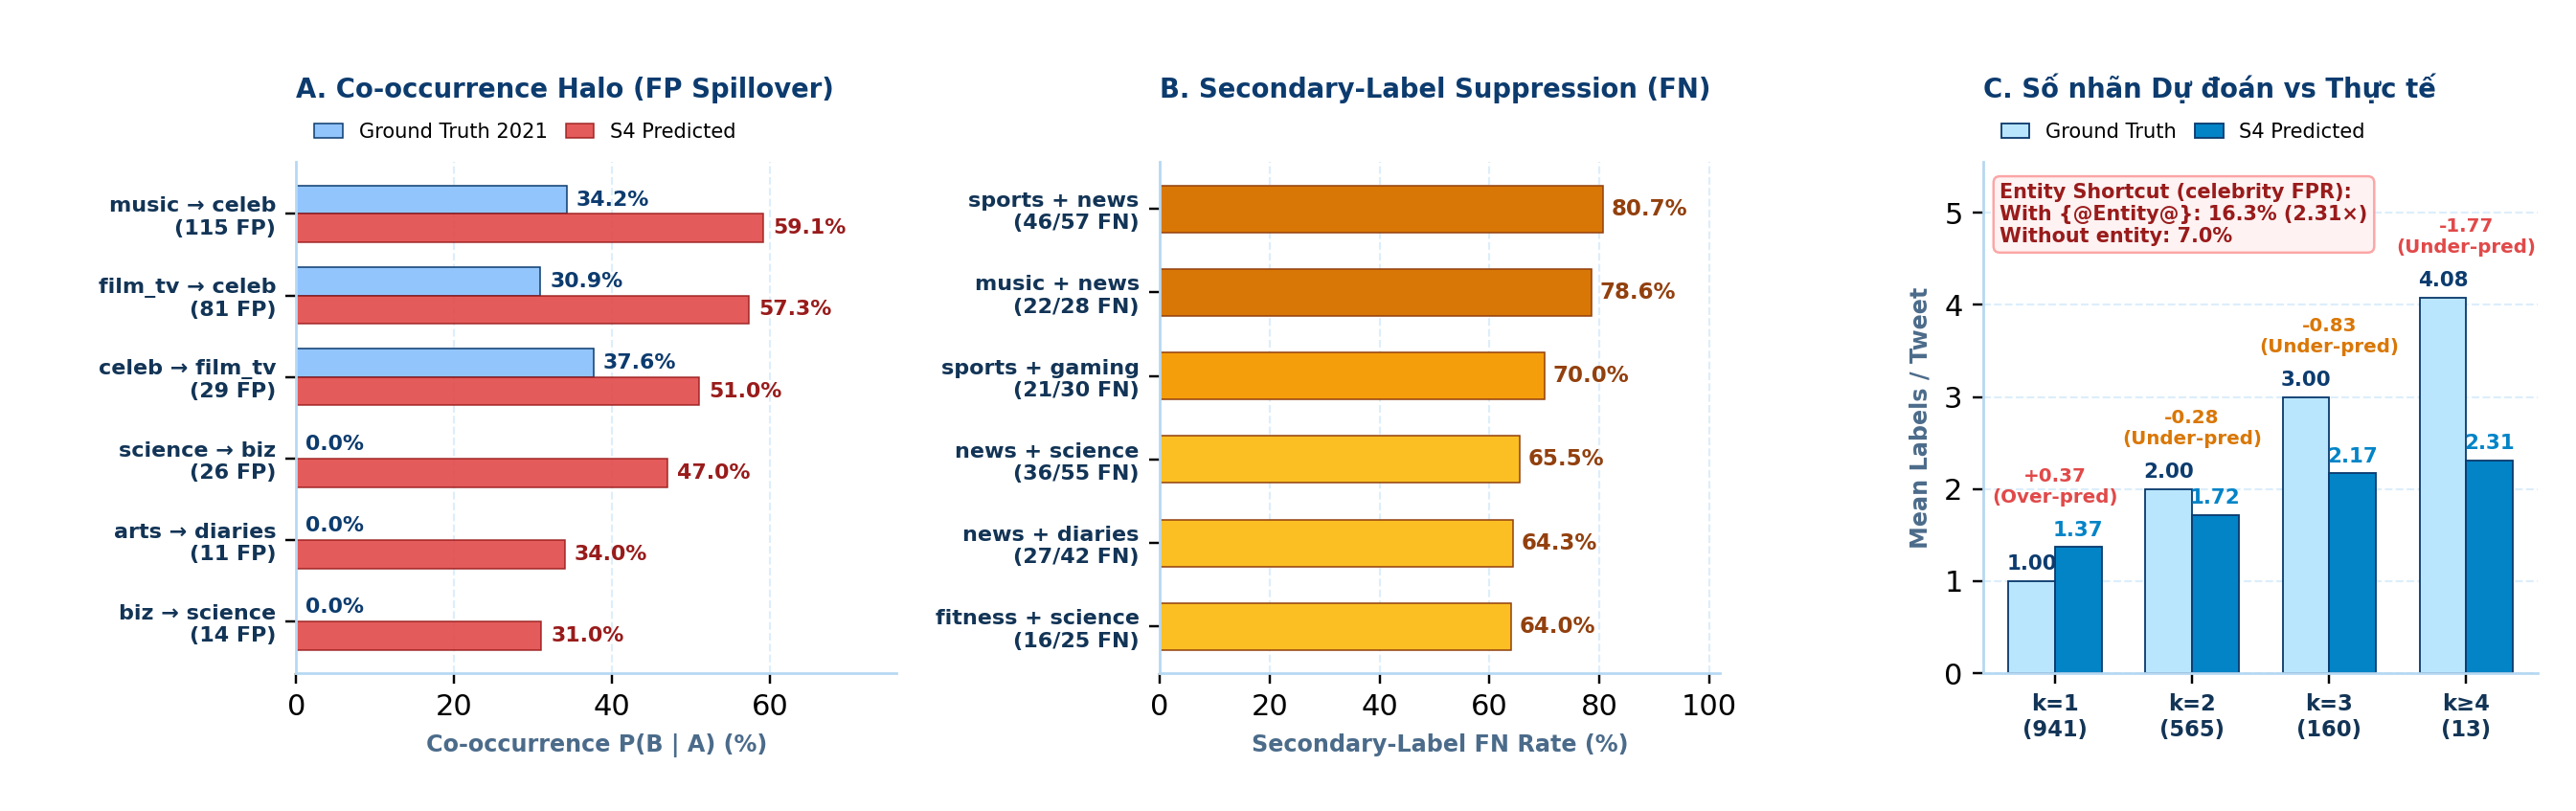 A. Co-occurrence Halo (FP Spillover)
Ground Truth 2021
S4 Predicted
music → celeb
(115 FP)
34.2%
59.1%
film_tv → celeb
(81 FP)
30.9%
57.3%
celeb → film_tv
(29 FP)
37.6%
51.0%
science → biz
(26 FP)
0.0%
47.0%
arts → diaries
(11 FP)
0.0%
34.0%
biz → science
(14 FP)
0.0%
31.0%
0 20 40 60
Co-occurrence P(B | A) (%)
B. Secondary-Label Suppression (FN)
sports + news
(46/57 FN)
80.7%
music + news
(22/28 FN)
78.6%
sports + gaming
(21/30 FN)
70.0%
news + science
(36/55 FN)
65.5%
news + diaries
(27/42 FN)
64.3%
fitness + science
(16/25 FN)
64.0%
0 20 40 60 80 100
Secondary-Label FN Rate (%)
C. Số nhãn Dự đoán vs Thực tế
Ground Truth
S4 Predicted
Entity Shortcut (celebrity FPR):
With {@Entity@}: 16.3% (2.31×)
Without entity: 7.0%
Mean Labels / Tweet
5
4
3
2
1
0
+0.37
(Over-pred)
1.00
1.37
-0.28
(Under-pred)
2.00
1.72
-0.83
(Under-pred)
3.00
2.17
-1.77
(Under-pred)
4.08
2.31
k=1
(941)
k=2
(565)
k=3
(160)
k≥4
(13)